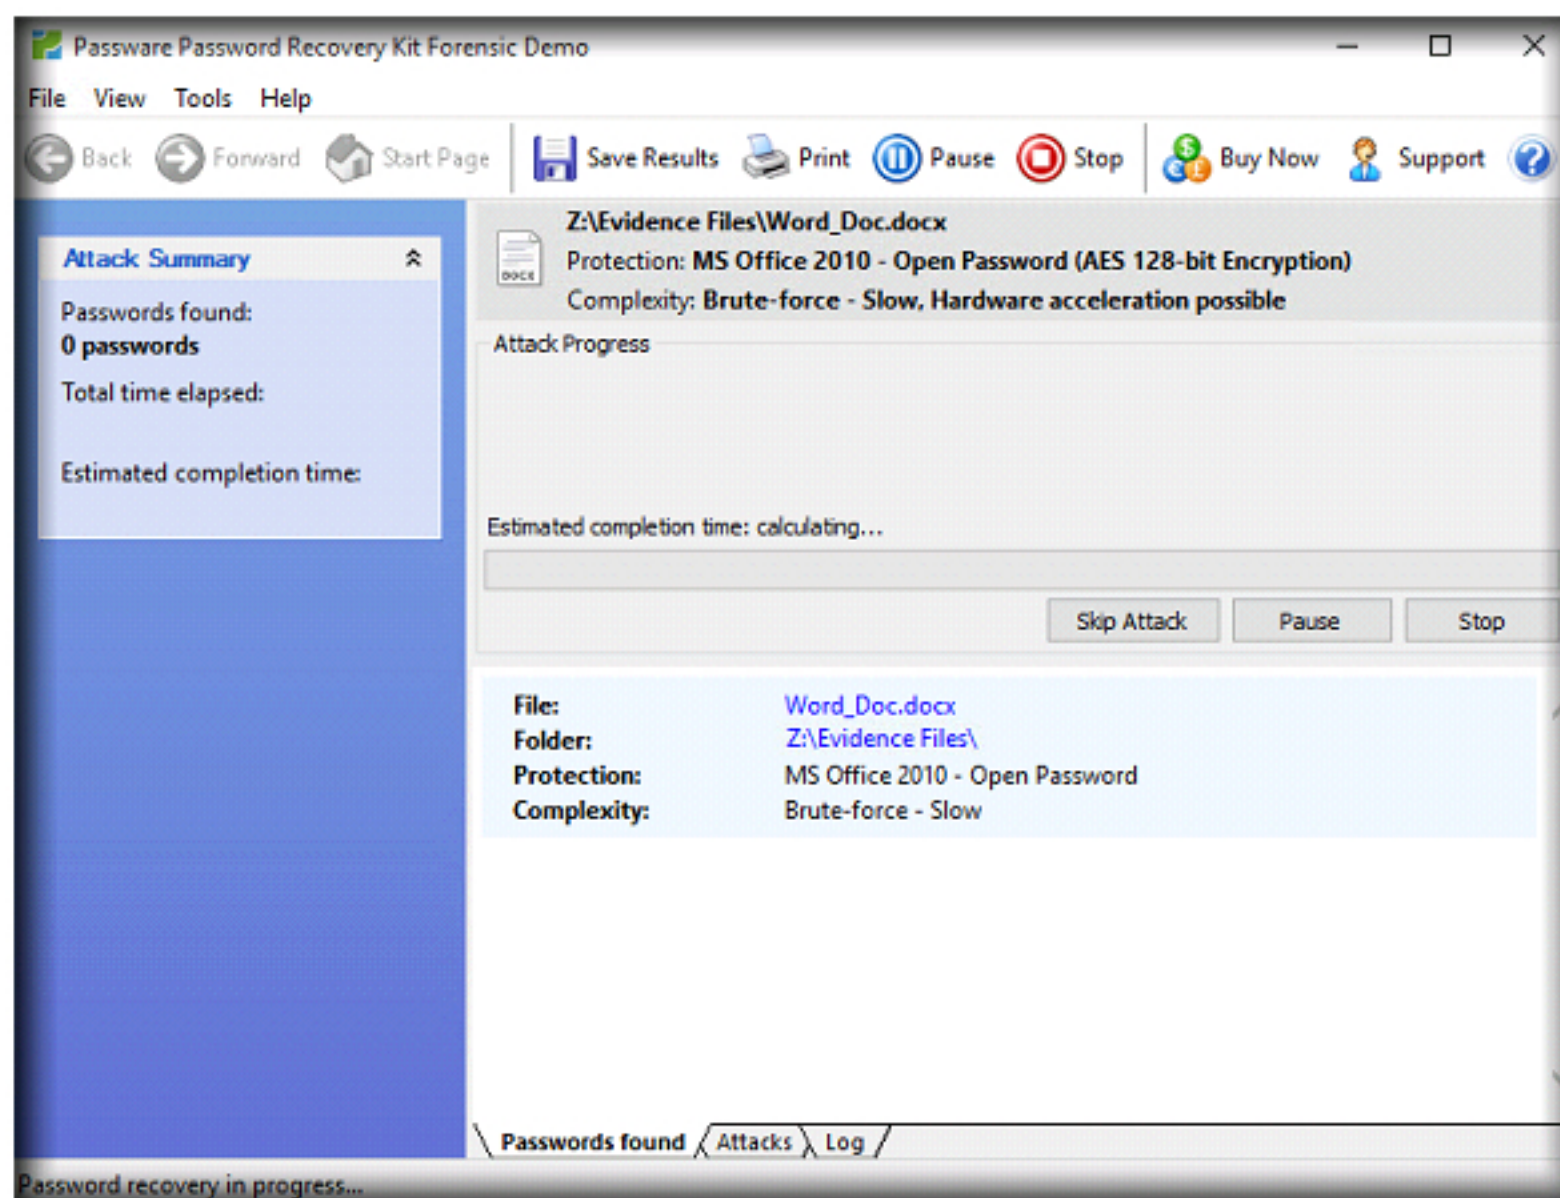 Passware Password Recovery Kit Forensic Demo
File View Tools Help
Back Forward Start Page Save Results Print Pause Stop Buy Now Support
Attack Summary
Passwords found:
0 passwords
Total time elapsed:
Estimated completion time:
Z:\Evidence Files\Word_Doc.docx
Protection: MS Office 2010 - Open Password (AES 128-bit Encryption)
Complexity: Brute-force - Slow, Hardware acceleration possible
DOCX
Attack Progress
Estimated completion time: calculating...
Skip Attack Pause Stop
File: Word_Doc.docx
Folder: Z:\Evidence Files\
Protection: MS Office 2010 - Open Password
Complexity: Brute-force - Slow
Passwords found Attacks Log
Password recovery in progress...